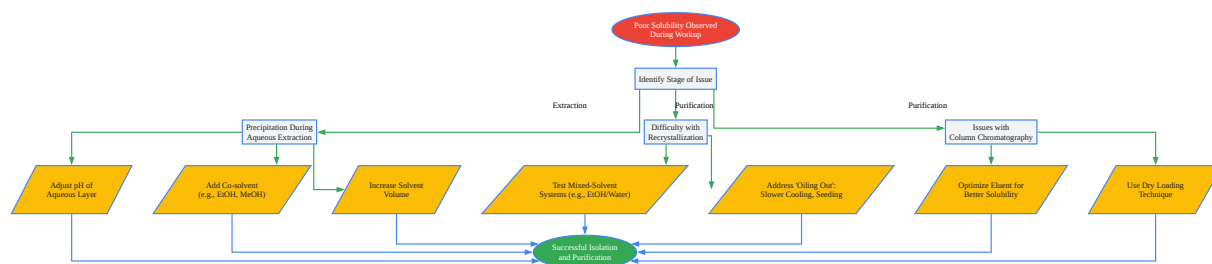 Poor Solubility Observed
During Workup
Identify Stage of Issue
Extraction
Purification
Purification
Precipitation During
Aqueous Extraction
Difficulty with
Recrystallization
Issues with
Column Chromatography
Adjust pH of
Aqueous Layer
Add Co-solvent
(e.g., EtOH, MeOH)
Increase Solvent
Volume
Test Mixed-Solvent
Systems (e.g., EtOH/Water)
Address 'Oiling Out':
Slower Cooling, Seeding
Optimize Eluent for
Better Solubility
Use Dry Loading
Technique
Successful Isolation
and Purification